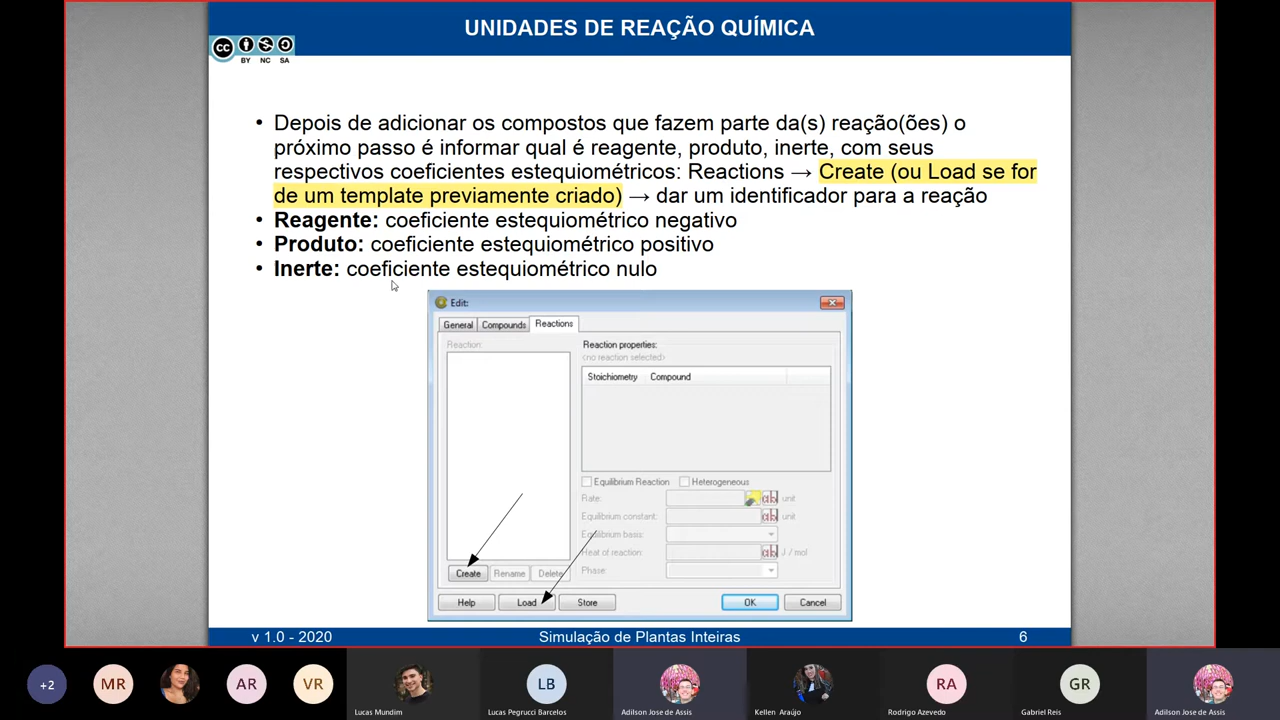 UNIDADES DE REAÇÃO QUÍMICA
cc
BY NC SA
• Depois de adicionar os compostos que fazem parte da(s) reação(ões) o
próximo passo é informar qual é reagente, produto, inerte, com seus
respectivos coeficientes estequiométricos: Reactions → Create (ou Load se for
de um template previamente criado) → dar um identificador para a reação
• Reagente: coeficiente estequiométrico negativo
• Produto: coeficiente estequiométrico positivo
• Inerte: coeficiente estequiométrico nulo
Edit:
General Compounds Reactions
Reaction: Reaction properties:
<no reaction selected>
Stoichiometry Compound
Equilibrium Reaction Heterogeneous
Rate: unit
Equilibrium constant: unit
Equilibrium basis:
Heat of reaction: J / mol
Phase:
Create Rename Delete
Help Load Store OK Cancel
v 1.0 - 2020 Simulação de Plantas Inteiras 6
+2 MR AR VR LB RA GR
Lucas Mundim Lucas Pegrucci Barcelos Adilson Jose de Assis Kellen Araújo Rodrigo Azevedo Gabriel Reis Adilson Jose de Assis